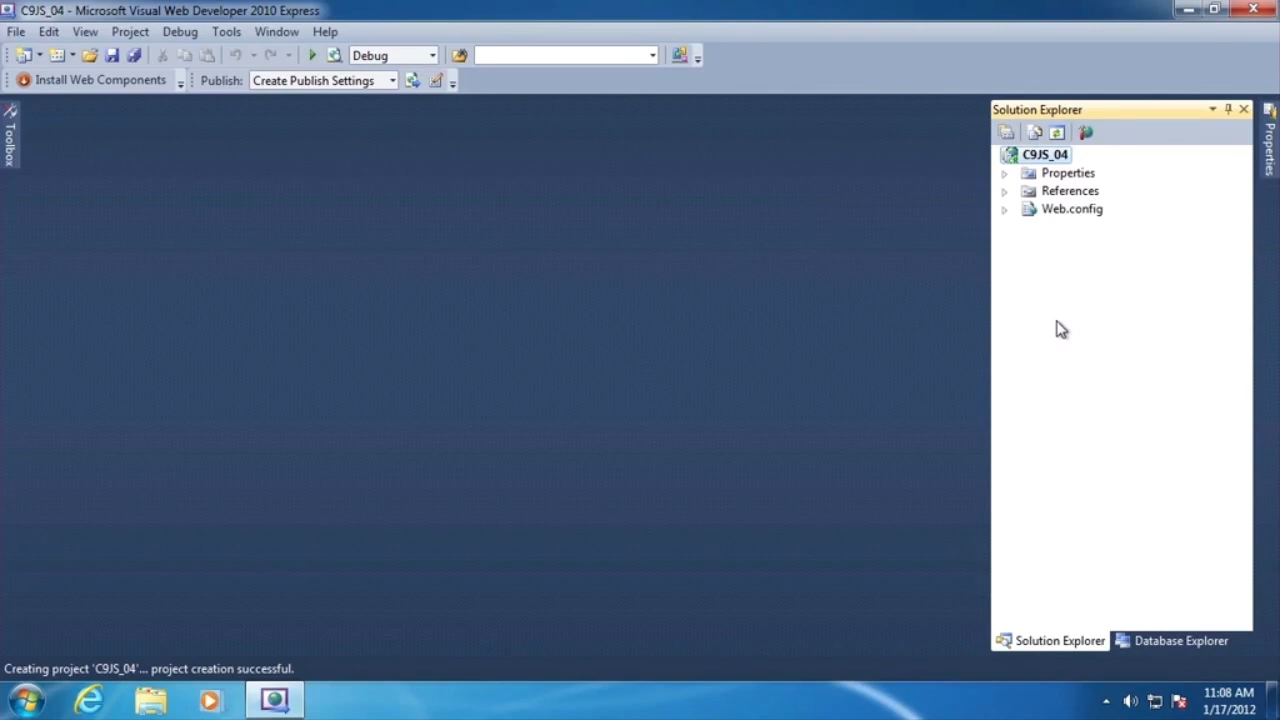 C9JS_04 - Microsoft Visual Web Developer 2010 Express
File Edit View Project Debug Tools Window Help
Debug
Install Web Components Publish: Create Publish Settings
Toolbox
Solution Explorer
C9JS_04
Properties
References
Web.config
Properties
Solution Explorer Database Explorer
Creating project 'C9JS_04'... project creation successful.
11:08 AM
1/17/2012